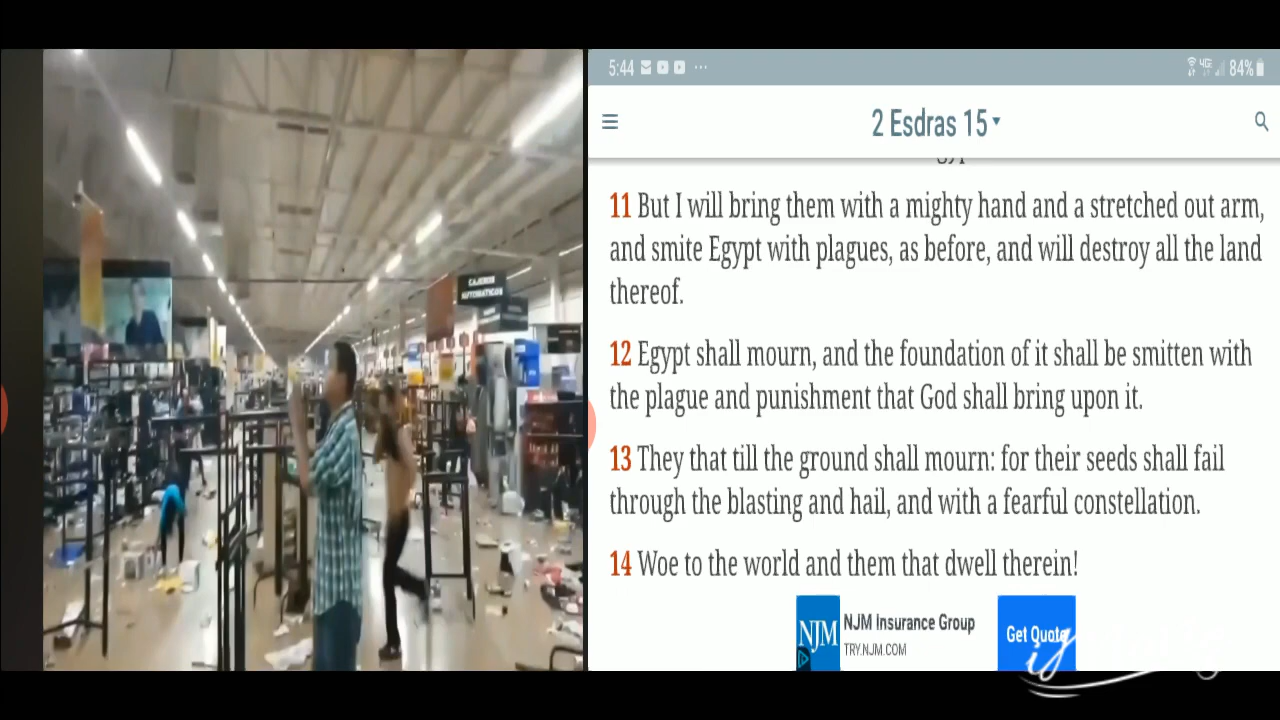 CAJEROS
AUTOMATICOS
5:44
4G
84%
2 Esdras 15
11 But I will bring them with a mighty hand and a stretched out arm,
and smite Egypt with plagues, as before, and will destroy all the land
thereof.
12 Egypt shall mourn, and the foundation of it shall be smitten with
the plague and punishment that God shall bring upon it.
13 They that till the ground shall mourn: for their seeds shall fail
through the blasting and hail, and with a fearful constellation.
14 Woe to the world and them that dwell therein!
NJM
NJM Insurance Group
TRY.NJM.COM
Get Quote